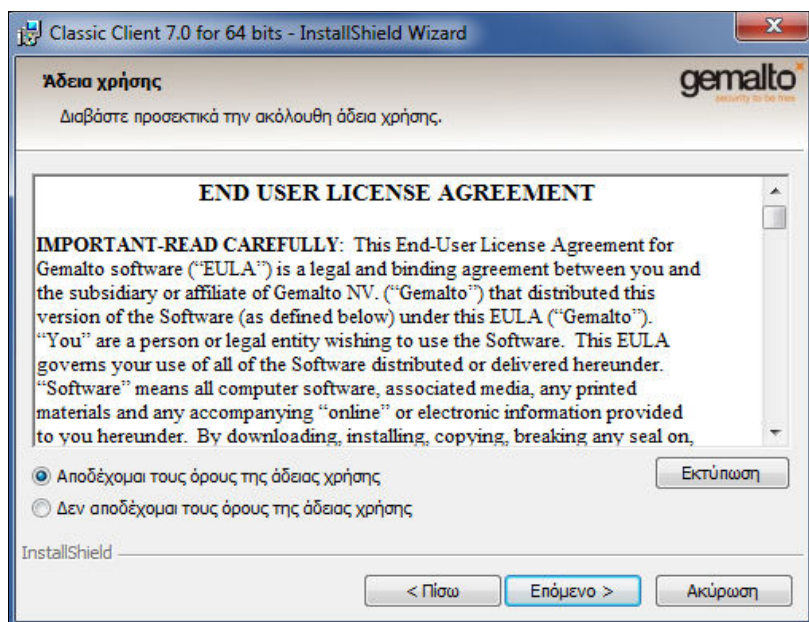 Classic Client 7.0 for 64 bits - InstallShield Wizard
Άδεια χρήσης
gemalto
security to be free
Διαβάστε προσεκτικά την ακόλουθη άδεια χρήσης.
END USER LICENSE AGREEMENT
IMPORTANT-READ CAREFULLY: This End-User License Agreement for
Gemalto software (“EULA”) is a legal and binding agreement between you and
the subsidiary or affiliate of Gemalto NV. (“Gemalto”) that distributed this
version of the Software (as defined below) under this EULA (“Gemalto”).
“You” are a person or legal entity wishing to use the Software. This EULA
governs your use of all of the Software distributed or delivered hereunder.
“Software” means all computer software, associated media, any printed
materials and any accompanying “online” or electronic information provided
to you hereunder. By downloading, installing, copying, breaking any seal on,
Αποδέχομαι τους όρους της άδειας χρήσης
Εκτύπωση
Δεν αποδέχομαι τους όρους της άδειας χρήσης
InstallShield
< Πίσω
Επόμενο >
Ακύρωση